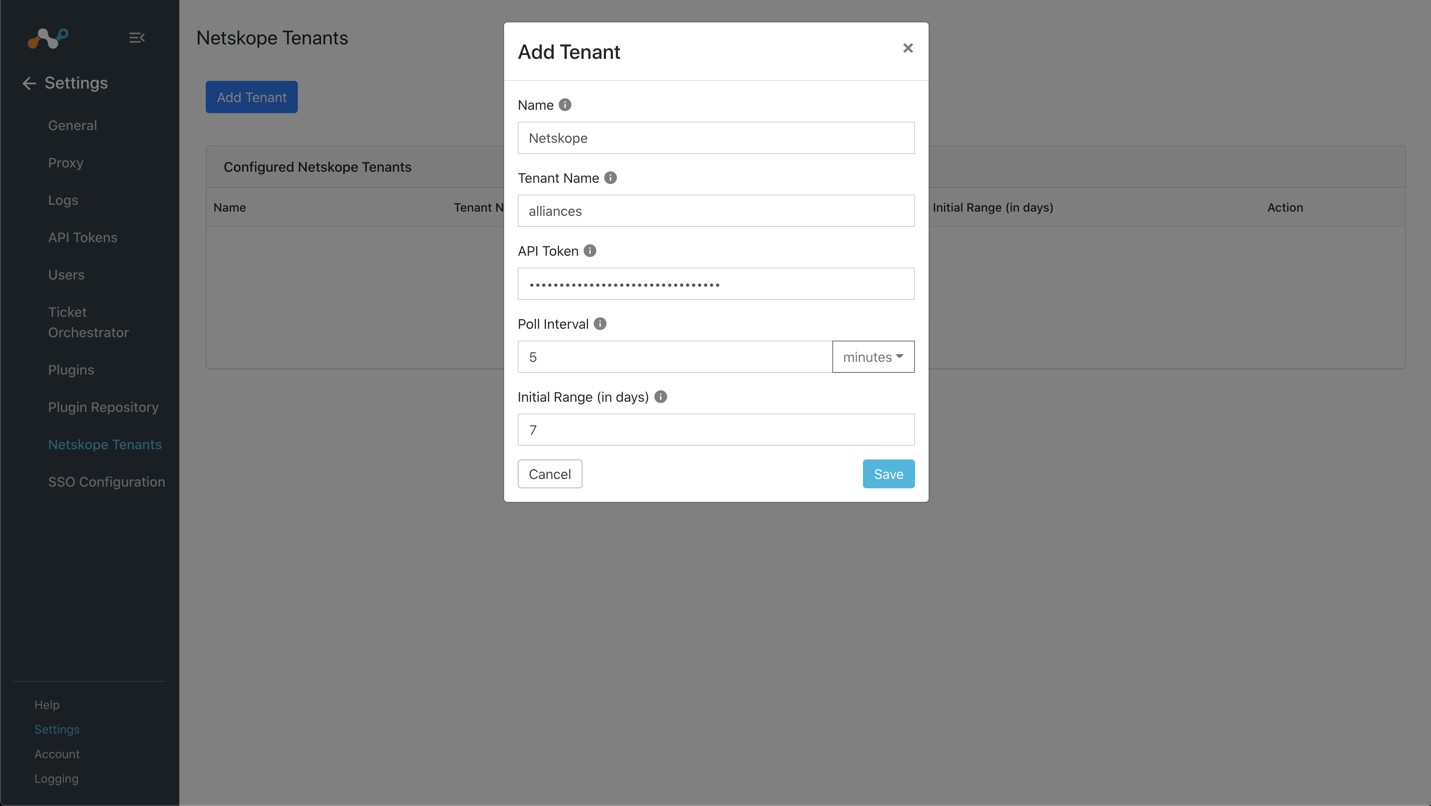 Settings
General
Proxy
Logs
API Tokens
Users
Ticket
Orchestrator
Plugins
Plugin Repository
Netskope Tenants
SSO Configuration
Help
Settings
Account
Logging
Netskope Tenants
Add Tenant
Configured Netskope Tenants
Name Tenant N Initial Range (in days) Action
Add Tenant
Name
Netskope
Tenant Name
alliances
API Token
••••••••••••••••••••••••••••••••
Poll Interval
5 minutes
Initial Range (in days)
7
Cancel Save